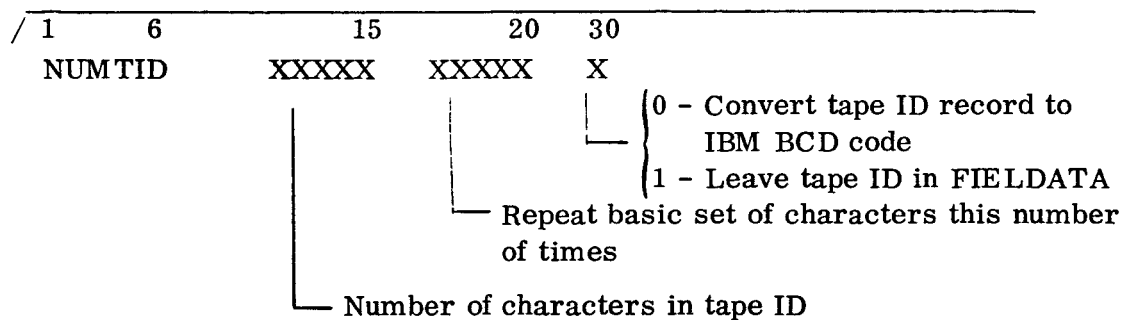 / 1 6 15 20 30
NUMTID XXXXX XXXXX X
0 - Convert tape ID record to
IBM BCD code
1 - Leave tape ID in FIELDATA
Repeat basic set of characters this number
of times
Number of characters in tape ID